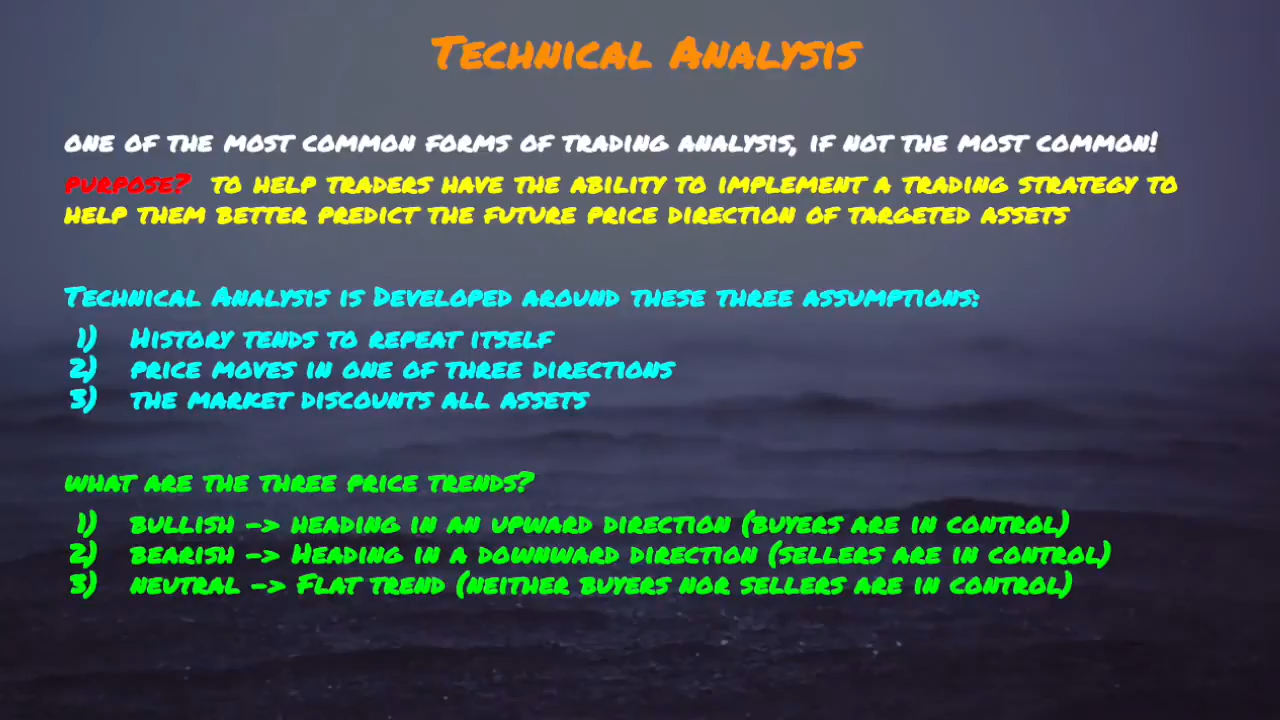 Technical Analysis
one of the most common forms of trading analysis, if not the most common!
purpose? to help traders have the ability to implement a trading strategy to
help them better predict the future price direction of targeted assets
Technical Analysis is Developed around these three assumptions:
1) History tends to repeat itself
2) price moves in one of three directions
3) the market discounts all assets
what are the three price trends?
1) bullish -> heading in an upward direction (buyers are in control)
2) bearish -> Heading in a downward direction (sellers are in control)
3) neutral -> Flat trend (neither buyers nor sellers are in control)